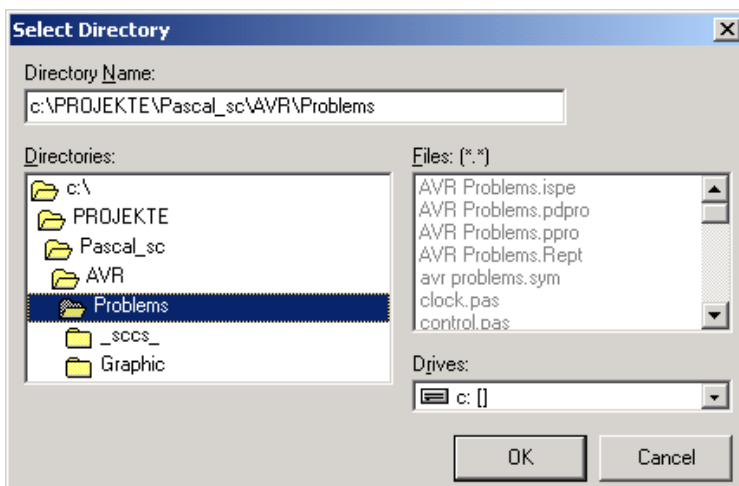 Select Directory
Directory Name:
c:\PROJEKTE\Pascal_sc\AVR\Problems
Directories:
c:\
PROJEKTE
Pascal_sc
AVR
Problems
_sccs_
Graphic
Files: (*.*)
AVR Problems.ispe
AVR Problems.pdpro
AVR Problems.ppro
AVR Problems.Rept
avr problems.sym
clock.pas
control.pas
Drives:
c: []
OK
Cancel